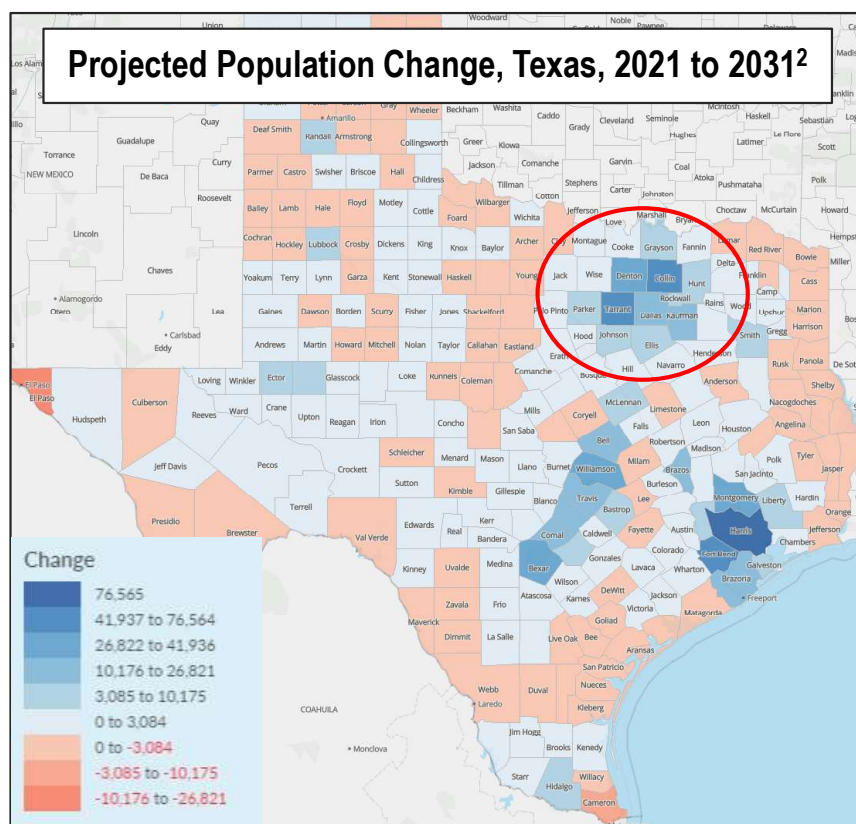 Projected Population Change, Texas, 2021 to 2031²
Woodward
Noble
Union
Pawnee
Los Alamos
Mayes
Madison
Franklin
Quay
Wheeler
Beckham
Washita
Caddo
Cleveland
Seminole
Haskell
Le Flore
Gray
Amarillo
Grady
Hughes
Guadalupe
Deaf Smith
Randall
Armstrong
Collingsworth
Greer
Kiowa
McClain
Latimer
Polk
Torrance
Curry
Jackson
Comanche
Garvin
Coal
Scott
NEW MEXICO
De Baca
Parmer
Castro
Swisher
Briscoe
Hall
Childress
Tillman
Stephens
Carter
Johnston
Atoka
Pushmataha
Roosevelt
Bailey
Lamb
Hale
Floyd
Motley
Cottle
Foard
Wilbarger
Wichita
Cotton
Jefferson
Love
Marshall
Choctaw
McCurtain
Howard
Lincoln
Cochran
Hockley
Lubbock
Crosby
Dickens
King
Knox
Baylor
Archer
Clay
Montague
Cooke
Grayson
Fannin
Lamar
Red River
Bowie
Miller
Chaves
Yoakum
Terry
Lynn
Garza
Kent
Stonewall
Haskell
Young
Jack
Wise
Denton
Collin
Hunt
Delta
Franklin
Camp
Cass
Alamogordo
Otero
Lea
Gaines
Dawson
Borden
Scurry
Fisher
Jones
Shackelford
Palo Pinto
Parker
Tarrant
Dallas
Rockwall
Kaufman
Rains
Wood
Upshur
Marion
Carlsbad
Eddy
Andrews
Martin
Howard
Mitchell
Nolan
Taylor
Callahan
Eastland
Erath
Hood
Johnson
Ellis
Smith
Gregg
Harrison
El Paso
El Paso
Hudspeth
Culberson
Loving
Winkler
Ector
Glasscock
Coke
Runnels
Coleman
Comanche
Bosque
Hill
Navarro
Henderson
Rusk
Panola
De Soto
Reeves
Ward
Crane
Upton
Reagan
Irion
Concho
Mills
McLennan
Limestone
Anderson
Shelby
Nacogdoches
San Saba
Coryell
Falls
Leon
Houston
Angelina
Jeff Davis
Pecos
Crockett
Schleicher
Menard
Mason
Llano
Burnet
Bell
Robertson
Madison
Polk
Tyler
Jasper
Sutton
Kimble
Gillespie
Blanco
Williamson
Milam
Brazos
Burleson
San Jacinto
Presidio
Brewster
Terrell
Val Verde
Edwards
Real
Kerr
Bandera
Travis
Bastrop
Lee
Montgomery
Liberty
Hardin
Orange
Kinney
Uvalde
Medina
Comal
Caldwell
Fayette
Austin
Harris
Jefferson
Chambers
Bexar
Gonzales
Colorado
Fort Bend
Galveston
Wilson
Lavaca
Wharton
Brazoria
Maverick
Zavala
Frio
Atascosa
Karnes
DeWitt
Jackson
Victoria
Matagorda
Freeport
Dimmit
La Salle
Live Oak
Bee
Goliad
Aransas
San Patricio
Webb
Laredo
Duval
Nueces
Kleberg
COAHUILA
Monclova
Jim Hogg
Brooks
Kenedy
Starr
Hidalgo
Willacy
Cameron
Change
76,565
41,937 to 76,564
26,822 to 41,936
10,176 to 26,821
3,085 to 10,175
0 to 3,084
0 to -3,084
-3,085 to -10,175
-10,176 to -26,821